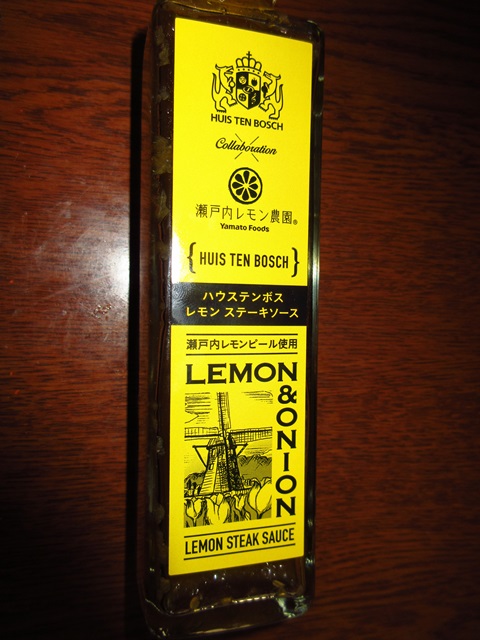 HUIS TEN BOSCH
Collaboration
瀬戸内レモン農園®
Yamato Foods
{HUIS TEN BOSCH}
ハウステンボス
レモン ステーキソース
瀬戸内レモンピール使用
LEMON
&ONION
LEMON STEAK SAUCE